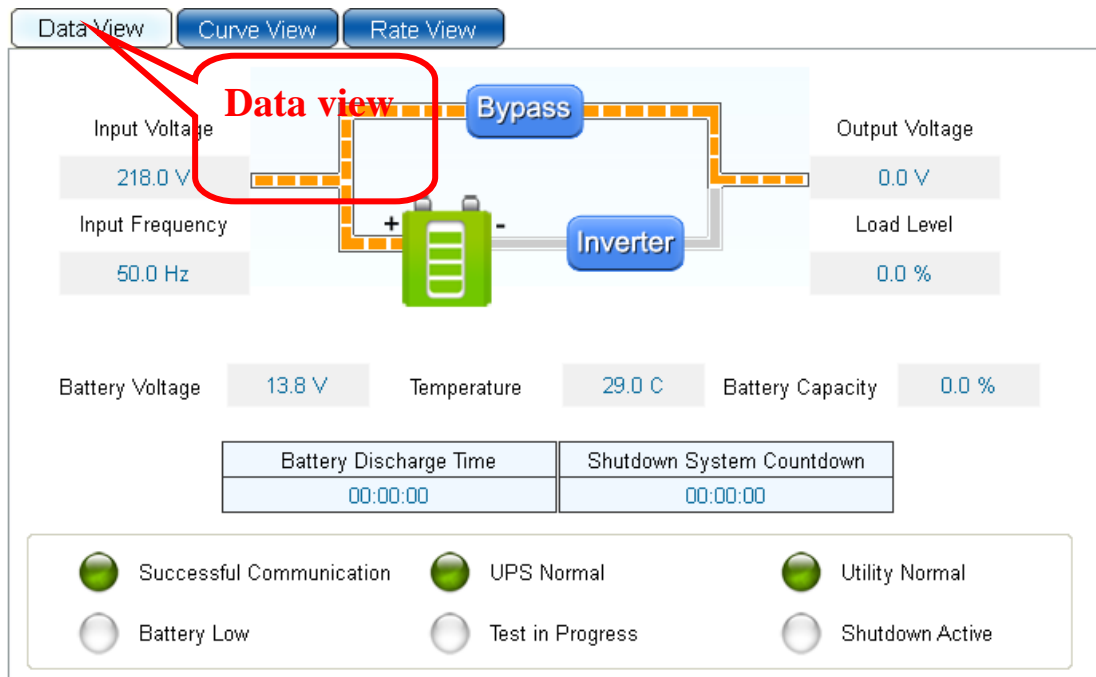 Data View Curve View Rate View
Data view
Bypass
Input Voltage
Output Voltage
218.0 V
0.0 V
Input Frequency
+ -
Load Level
Inverter
50.0 Hz
0.0 %
Battery Voltage 13.8 V Temperature 29.0 C Battery Capacity 0.0 %
Battery Discharge Time Shutdown System Countdown
00:00:00 00:00:00
Successful Communication UPS Normal Utility Normal
Battery Low Test in Progress Shutdown Active